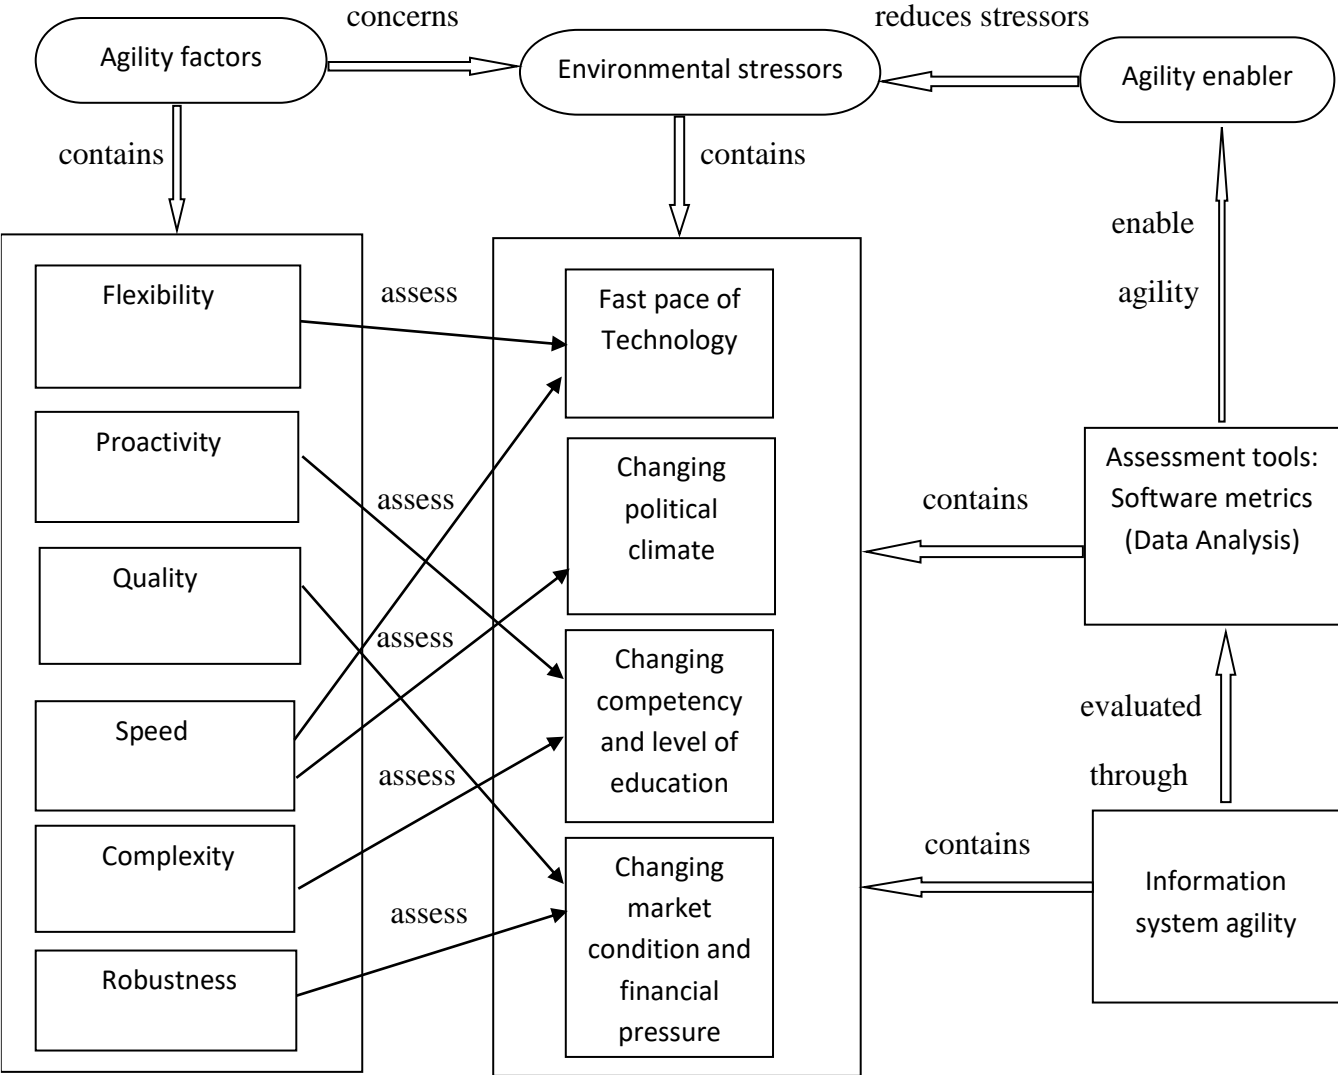 concerns
reduces stressors
Agility factors
Environmental stressors
Agility enabler
contains
contains
enable
agility
Flexibility
assess
Fast pace of
Technology
Proactivity
assess
Changing
political
climate
contains
Assessment tools:
Software metrics
(Data Analysis)
Quality
assess
Changing
competency
and level of
education
evaluated
through
Speed
assess
Complexity
assess
Changing
market
condition and
financial
pressure
contains
Information
system agility
Robustness